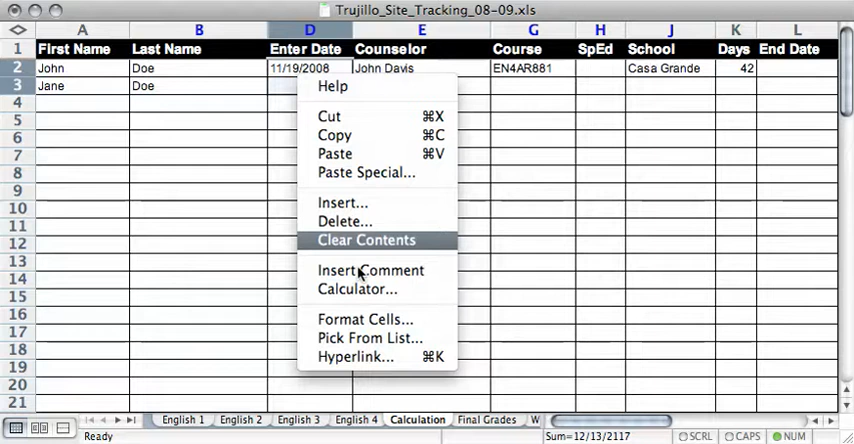 Trujillo_Site_Tracking_08-09.xls
A B D E G H J K L
1 First Name Last Name Enter Date Counselor Course SpEd School Days End Date
2 John Doe 11/19/2008 John Davis EN4AR881 Casa Grande 42
3 Jane Doe
4
5
6
7
8
9
10
11
12
13
14
15
16
17
18
19
20
21
Help
Cut ⌘X
Copy ⌘C
Paste ⌘V
Paste Special...
Insert...
Delete...
Clear Contents
Insert Comment
Calculator...
Format Cells...
Pick From List...
Hyperlink... ⌘K
English 1 English 2 English 3 English 4 Calculation Final Grades W
Ready Sum=12/13/2117 SCRL CAPS NUM